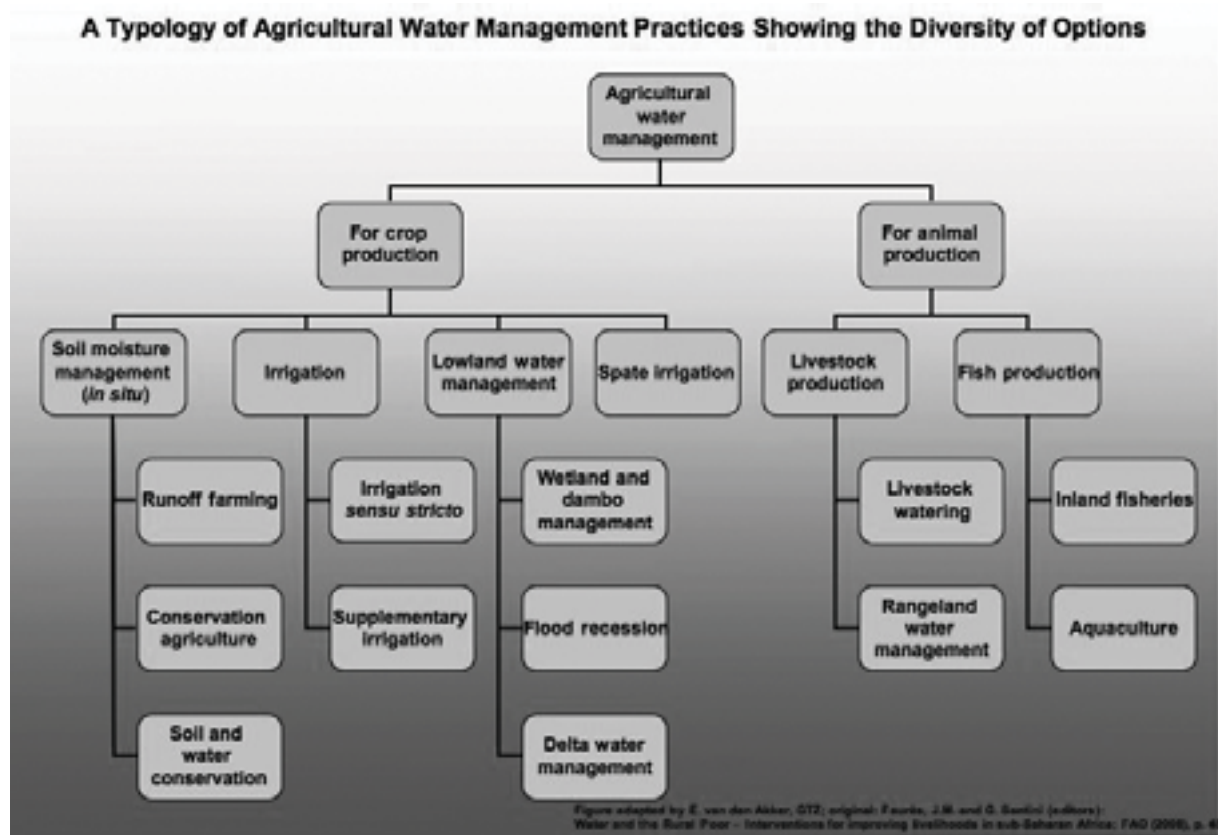 A Typology of Agricultural Water Management Practices Showing the Diversity of Options
Agricultural
water
management
For crop
production
For animal
production
Soil moisture
management
(in situ)
Irrigation
Lowland water
management
Spate irrigation
Livestock
production
Fish production
Runoff farming
Irrigation
sensu stricto
Wetland and
dambo
management
Livestock
watering
Inland fisheries
Conservation
agriculture
Supplementary
irrigation
Flood recession
Rangeland
water
management
Aquaculture
Soil and
water
conservation
Delta water
management
Figure adapted by E. van den Akker, GTZ; original: Faurès, J.M. and G. Santini (editors):
Water and the Rural Poor – Interventions for improving livelihoods in sub-Saharan Africa; FAO (2008), p.